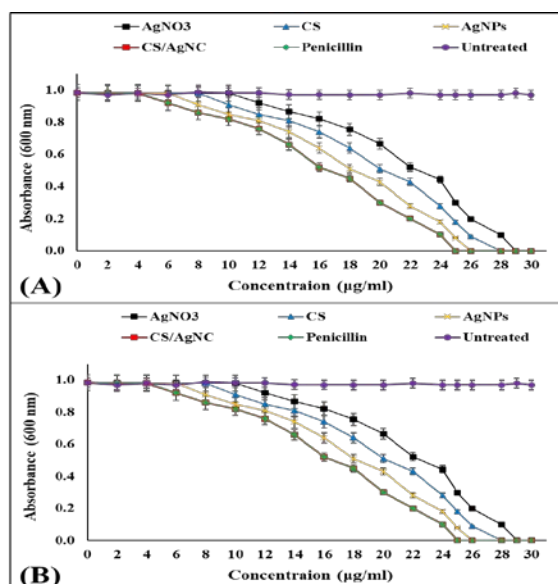 AgNO3 CS AgNPs
CS/AgNC Penicillin Untreated
Absorbance (600 nm)
1.0
0.8
0.6
0.4
0.2
0.0
0 2 4 6 8 10 12 14 16 18 20 22 24 25 26 28 29 30
(A) Concentraion (µg/ml)
AgNO3 CS AgNPs
CS/AgNC Penicillin Untreated
Absorbance (600 nm)
1.0
0.8
0.6
0.4
0.2
0.0
0 2 4 6 8 10 12 14 16 18 20 22 24 25 26 28 29 30
(B) Concentraion (µg/ml)